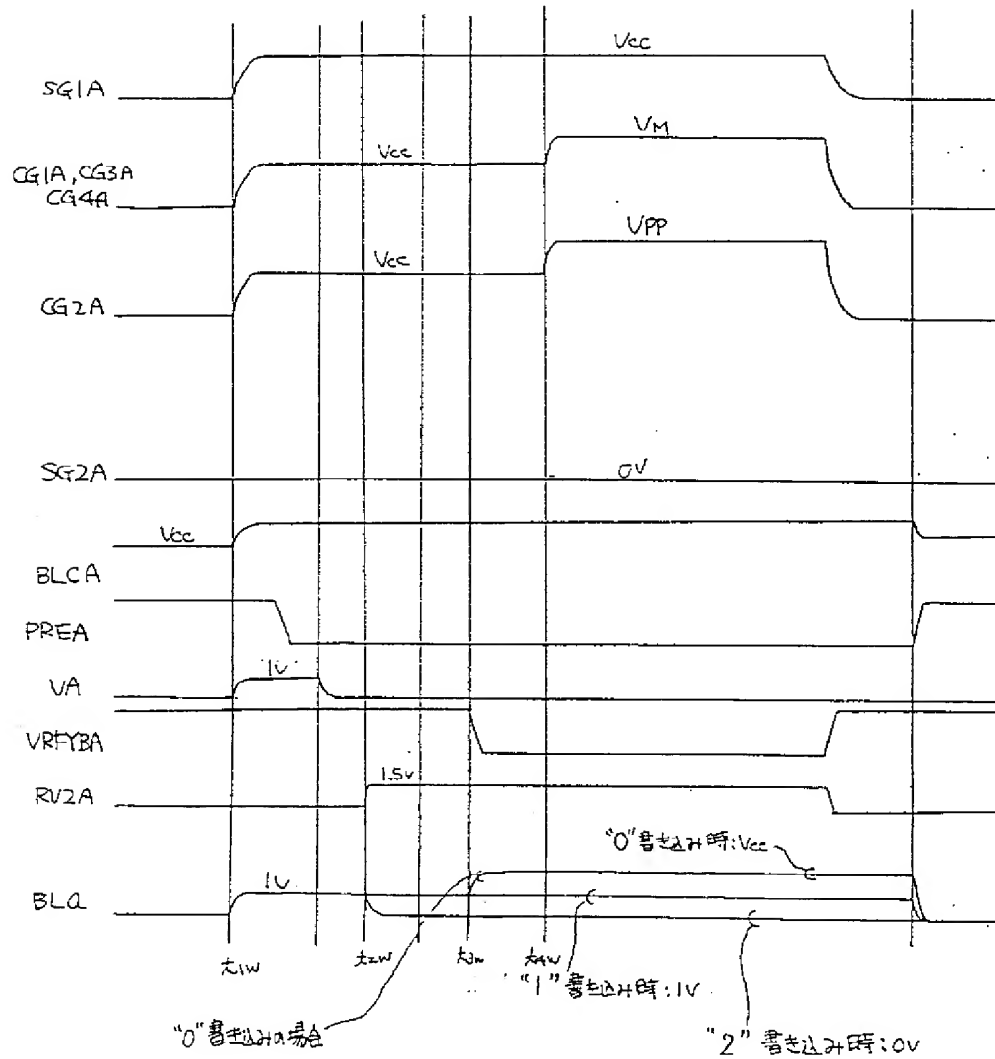 Vcc
SG1A
VM
Vcc
CG1A, CG3A
CG4A
VPP
Vcc
CG2A
SG2A
0V
Vcc
BLCA
PREA
1V
VA
VRFYBA
1.5V
RV2A
"0"書き込み時:Vcc
1V
BLa
t1w
t2w
t3w
t4w
"1"書き込み時:1V
"0"書き込みの場合
"2"書き込み時:0V